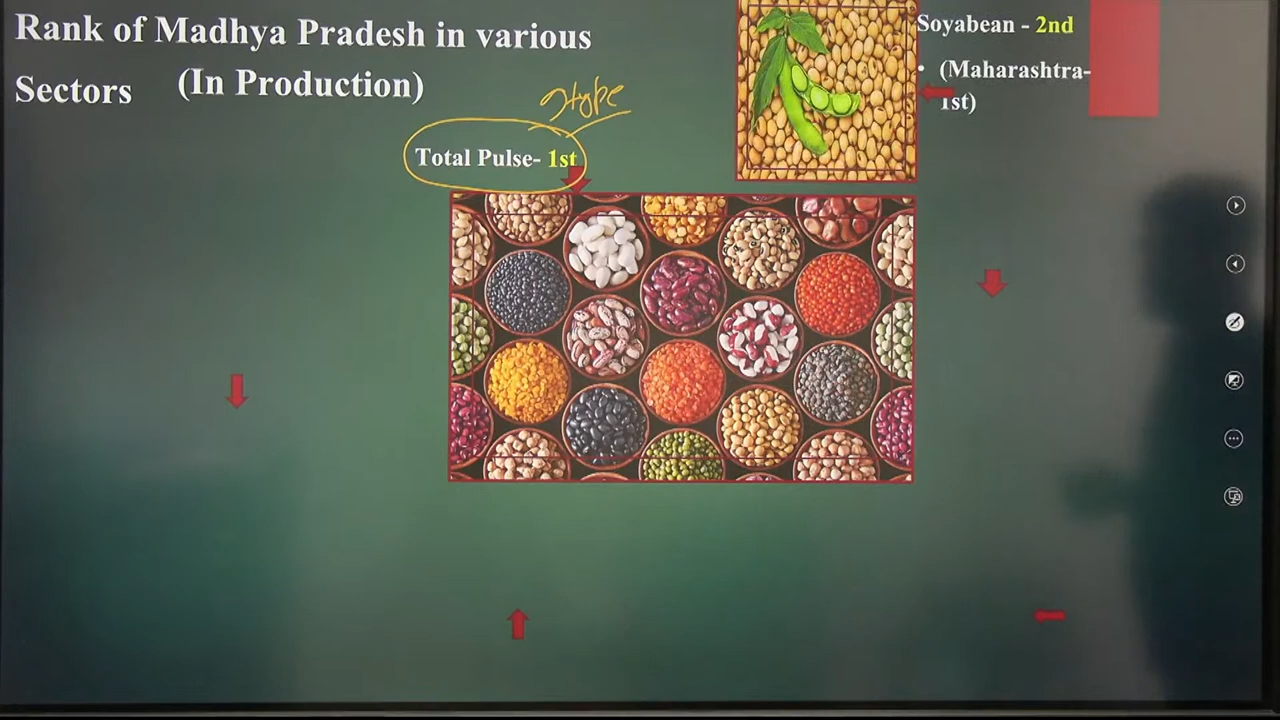 Rank of Madhya Pradesh in various
Sectors (In Production)
Total Pulse- 1st
Soyabean - 2nd
• (Maharashtra-
1st)